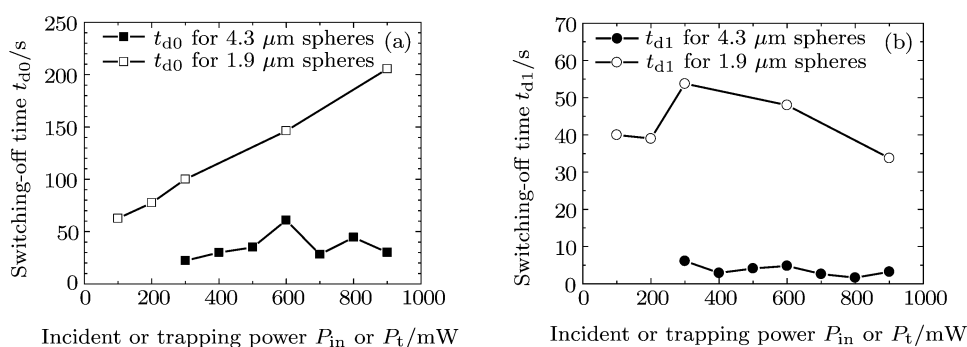 250
200
150
100
50
0
0
200
400
600
800
1000
Switching-off time t_d0/s
t_d0 for 4.3 μm spheres
(a)
t_d0 for 1.9 μm spheres
Incident or trapping power P_in or P_t/mW
70
60
50
40
30
20
10
0
0
200
400
600
800
1000
Switching-off time t_d1/s
t_d1 for 4.3 μm spheres
(b)
t_d1 for 1.9 μm spheres
Incident or trapping power P_in or P_t/mW